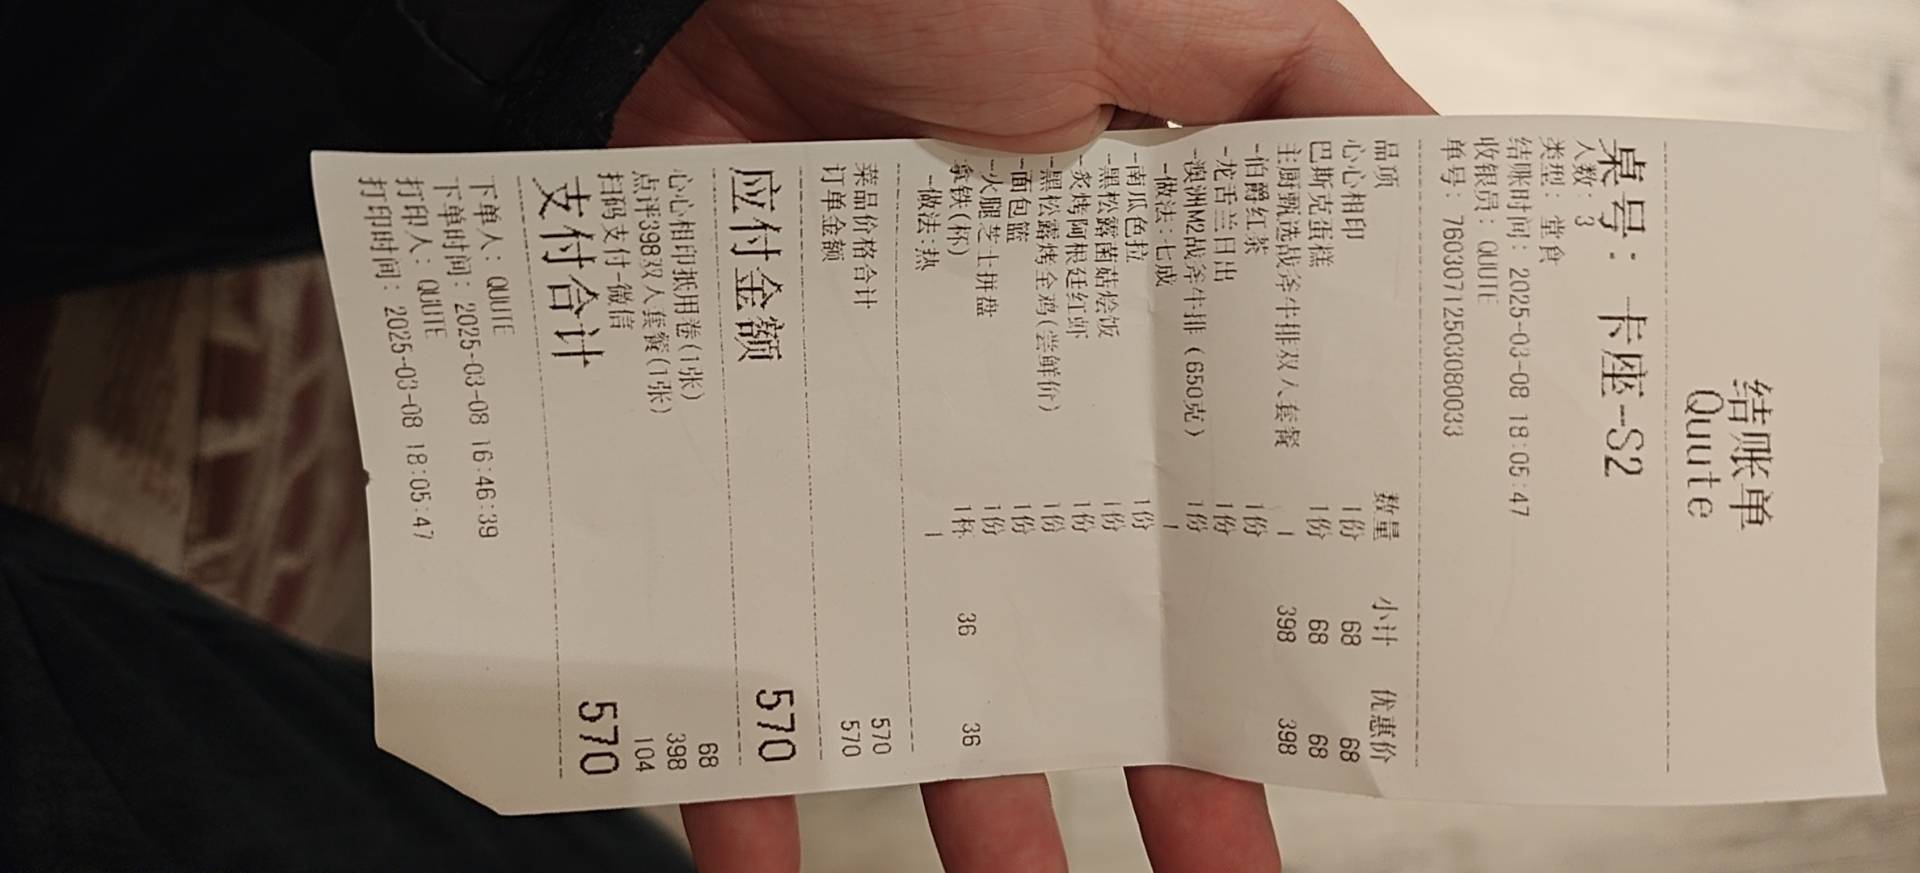 结账单
Quute
桌号：卡座-S2
人数：3
类型：堂食
结账时间：2025-03-08 18:05:47
收银员：QUUTE
单号：76030712503080033
品项 数量 小计 优惠价
心心相印 1份 68 68
巴斯克蛋糕 1份 68 68
主厨甄选战斧牛排双人套餐 1 398 398
-伯爵红茶 1份
-龙舌兰日出 1份
-澳洲M2战斧牛排（650克） 1份
-做法:七成 1
-南瓜色拉 1份
-黑松露菌菇烩饭 1份
-炙烤阿根廷红虾 1份
-黑松露烤全鸡(尝鲜价) 1份
-面包篮 1份
-火腿芝士拼盘 1份
拿铁(杯) 1杯 36 36
-做法:热 1
菜品价格合计 570
订单金额 570
应付金额 570
心心相印抵用卷(1张) 68
点评398双人套餐(1张) 398
扫码支付-微信 104
支付合计 570
下单人：QUUTE
下单时间：2025-03-08 16:46:39
打印人：QUUTE
打印时间：2025-03-08 18:05:47